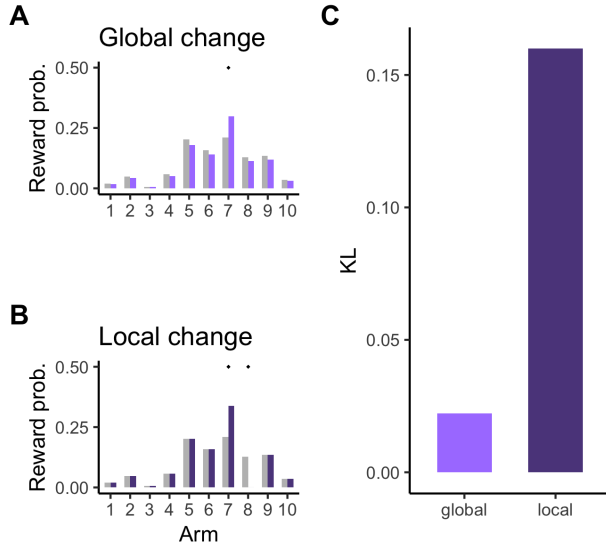 A
Global change
Reward prob.
0.50
0.25
0.00
1 2 3 4 5 6 7 8 9 10
B
Local change
Reward prob.
0.50
0.25
0.00
1 2 3 4 5 6 7 8 9 10
Arm
C
KL
0.15
0.10
0.05
0.00
global local